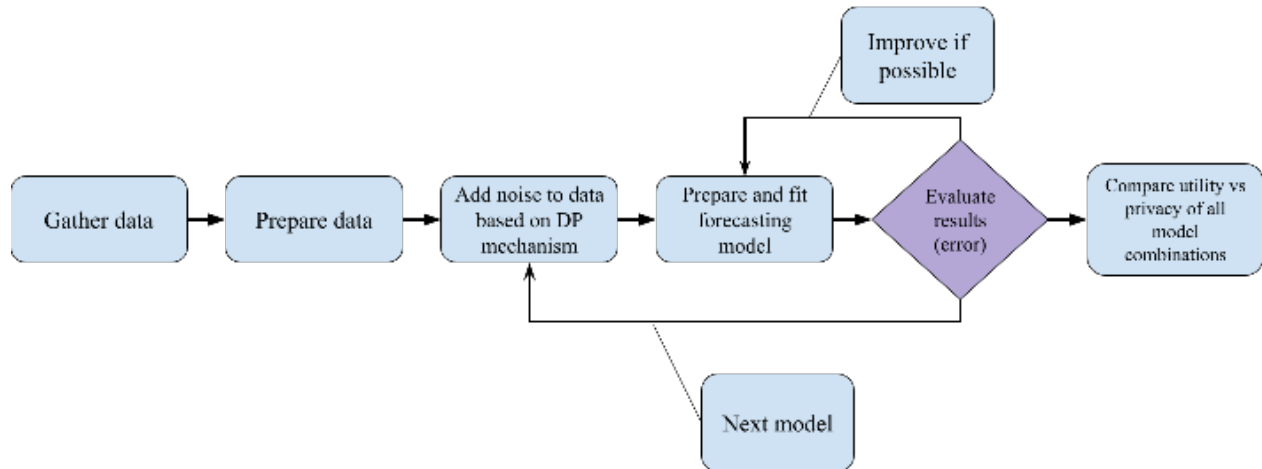 Improve if
possible
Gather data
Prepare data
Add noise to data
based on DP
mechanism
Prepare and fit
forecasting
model
Evaluate
results
(error)
Compare utility vs
privacy of all
model
combinations
Next model